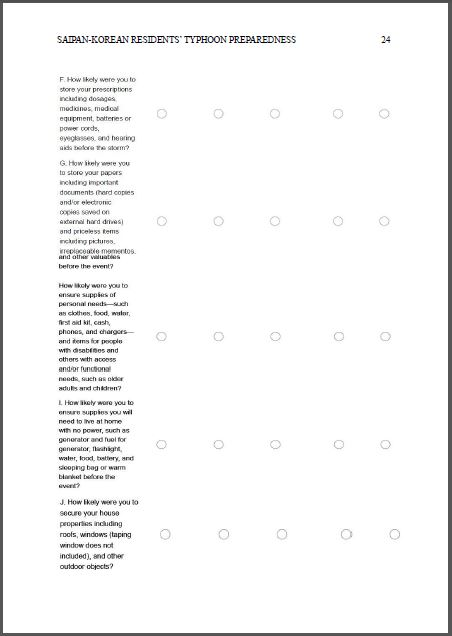 SAIPAN-KOREAN RESIDENTS' TYPHOON PREPAREDNESS 24
F. How likely were you to
store your prescriptions
including dosages,
medicines, medical
equipment, batteries or
power cords,
eyeglasses, and hearing
aids before the storm?
G. How likely were you
to store your papers
including important
documents (hard copies
and/or electronic
copies saved on
external hard drives)
and priceless items
including pictures,
irreplaceable mementos,
and other valuables
before the event?
How likely were you to
ensure supplies of
personal needs—such
as clothes, food, water,
first aid kit, cash,
phones, and chargers—
and items for people
with disabilities and
others with access
and/or functional
needs, such as older
adults and children?
I. How likely were you to
ensure supplies you will
need to live at home
with no power, such as
generator and fuel for
generator, flashlight,
water, food, battery, and
sleeping bag or warm
blanket before the
event?
J. How likely were you to
secure your house
properties including
roofs, windows (taping
window does not
included), and other
outdoor objects?